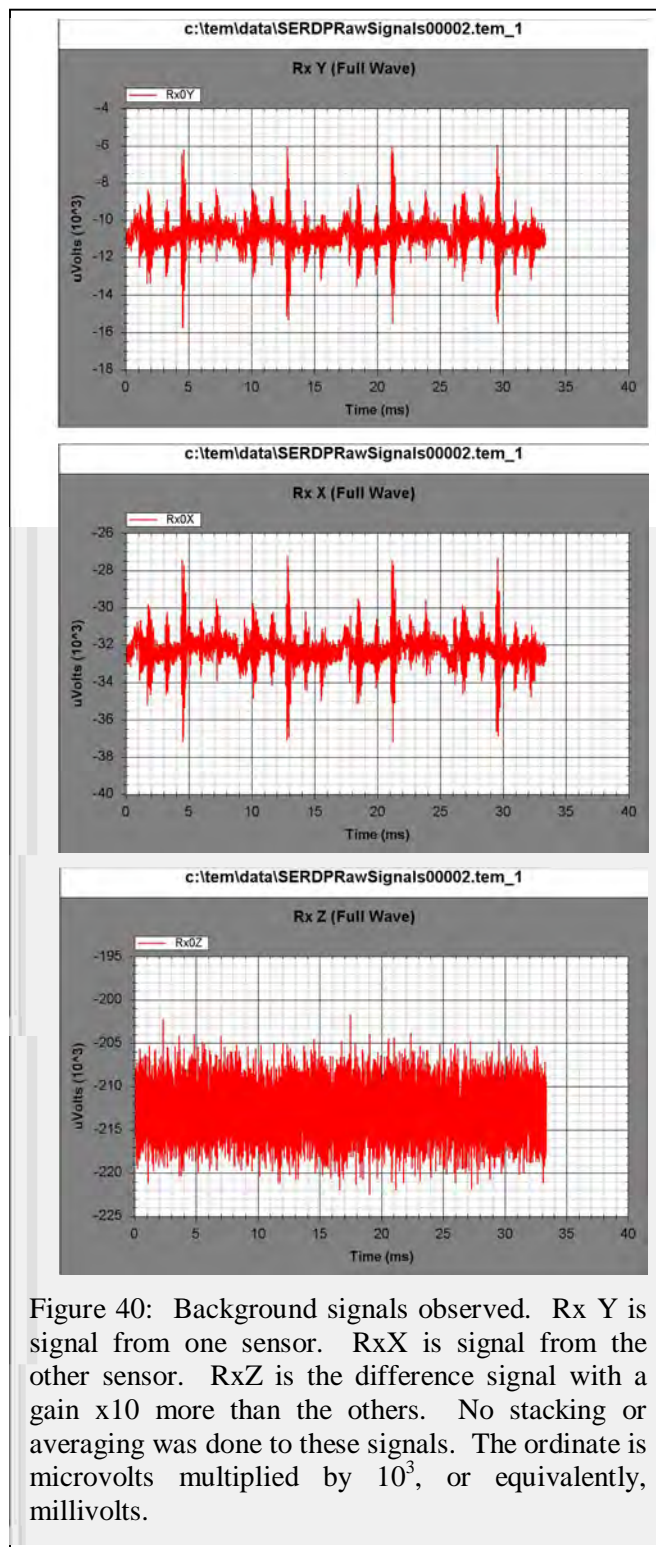 c:\tem\data\SERDPRawSignals00002.tem_1
Rx Y (Full Wave)
Rx0Y
-4
-6
-8
-10
-12
-14
-16
-18
uVolts (10^3)
0 5 10 15 20 25 30 35 40
Time (ms)
c:\tem\data\SERDPRawSignals00002.tem_1
Rx X (Full Wave)
Rx0X
-26
-28
-30
-32
-34
-36
-38
-40
uVolts (10^3)
0 5 10 15 20 25 30 35 40
Time (ms)
c:\tem\data\SERDPRawSignals00002.tem_1
Rx Z (Full Wave)
Rx0Z
-195
-200
-205
-210
-215
-220
-225
uVolts (10^3)
0 5 10 15 20 25 30 35 40
Time (ms)
Figure 40: Background signals observed. Rx Y is
signal from one sensor. RxX is signal from the
other sensor. RxZ is the difference signal with a
gain x10 more than the others. No stacking or
averaging was done to these signals. The ordinate is
microvolts multiplied by 10³, or equivalently,
millivolts.